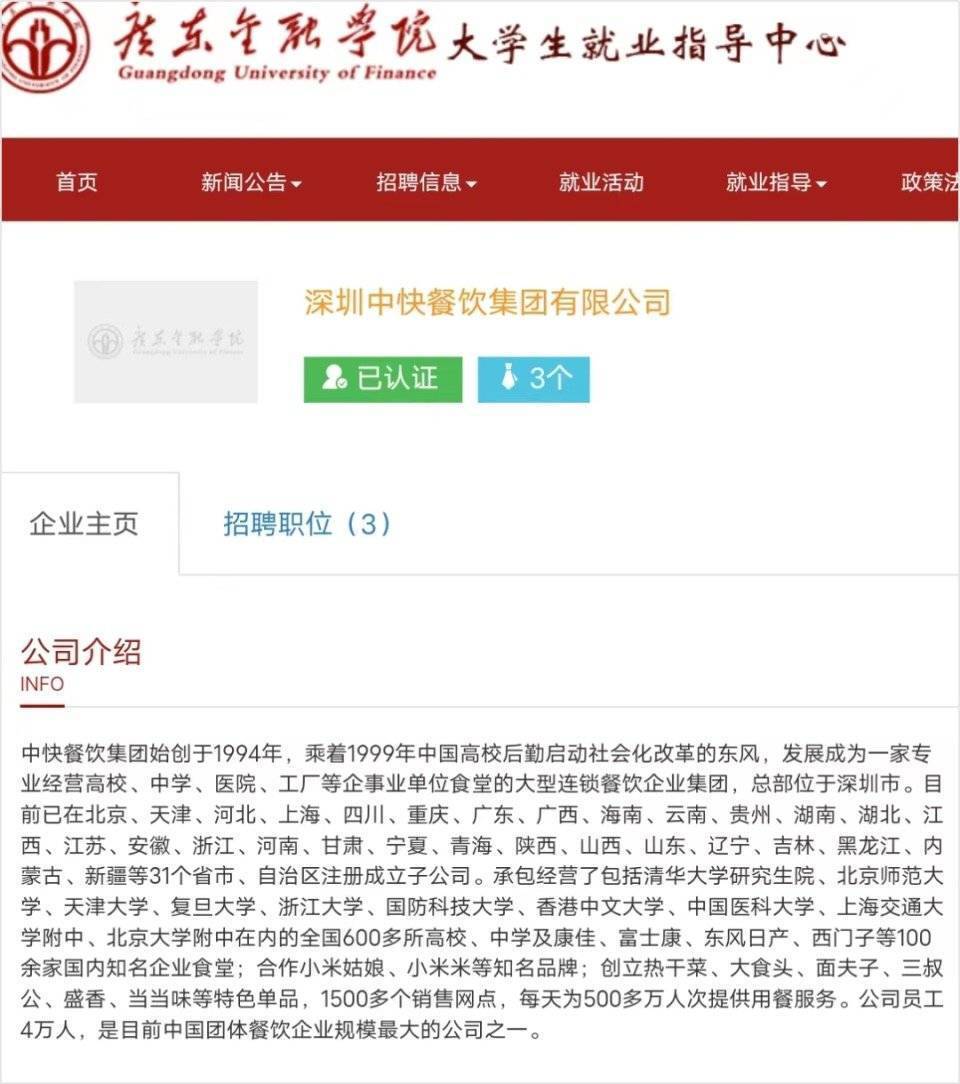 广东金融学院 大学生就业指导中心
Guangdong University of Finance
首页 新闻公告 招聘信息 就业活动 就业指导 政策法
深圳中快餐饮集团有限公司
广东金融学院
Guangdong University of Finance
已认证 3个
企业主页 招聘职位（3）
公司介绍
INFO
中快餐饮集团始创于1994年，乘着1999年中国高校后勤启动社会化改革的东风，发展成为一家专
业经营高校、中学、医院、工厂等企事业单位食堂的大型连锁餐饮企业集团，总部位于深圳市。目
前已在北京、天津、河北、上海、四川、重庆、广东、广西、海南、云南、贵州、湖南、湖北、江
西、江苏、安徽、浙江、河南、甘肃、宁夏、青海、陕西、山西、山东、辽宁、吉林、黑龙江、内
蒙古、新疆等31个省市、自治区注册成立子公司。承包经营了包括清华大学研究生院、北京师范大
学、天津大学、复旦大学、浙江大学、国防科技大学、香港中文大学、中国医科大学、上海交通大
学附中、北京大学附中在内的全国600多所高校、中学及康佳、富士康、东风日产、西门子等100
余家国内知名企业食堂；合作小米姑娘、小米米等知名品牌；创立热干菜、大食头、面夫子、三叔
公、盛香、当当味等特色单品，1500多个销售网点，每天为500多万人次提供用餐服务。公司员工
4万人，是目前中国团体餐饮企业规模最大的公司之一。